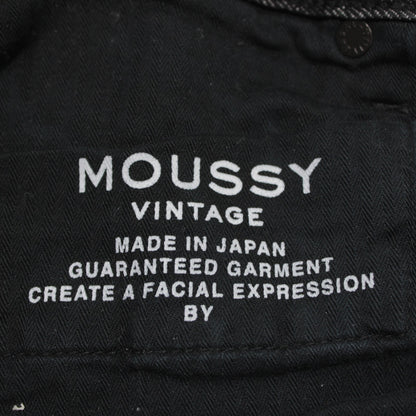 MOUSSY
VINTAGE
MADE IN JAPAN
GUARANTEED GARMENT
CREATE A FACIAL EXPRESSION
BY